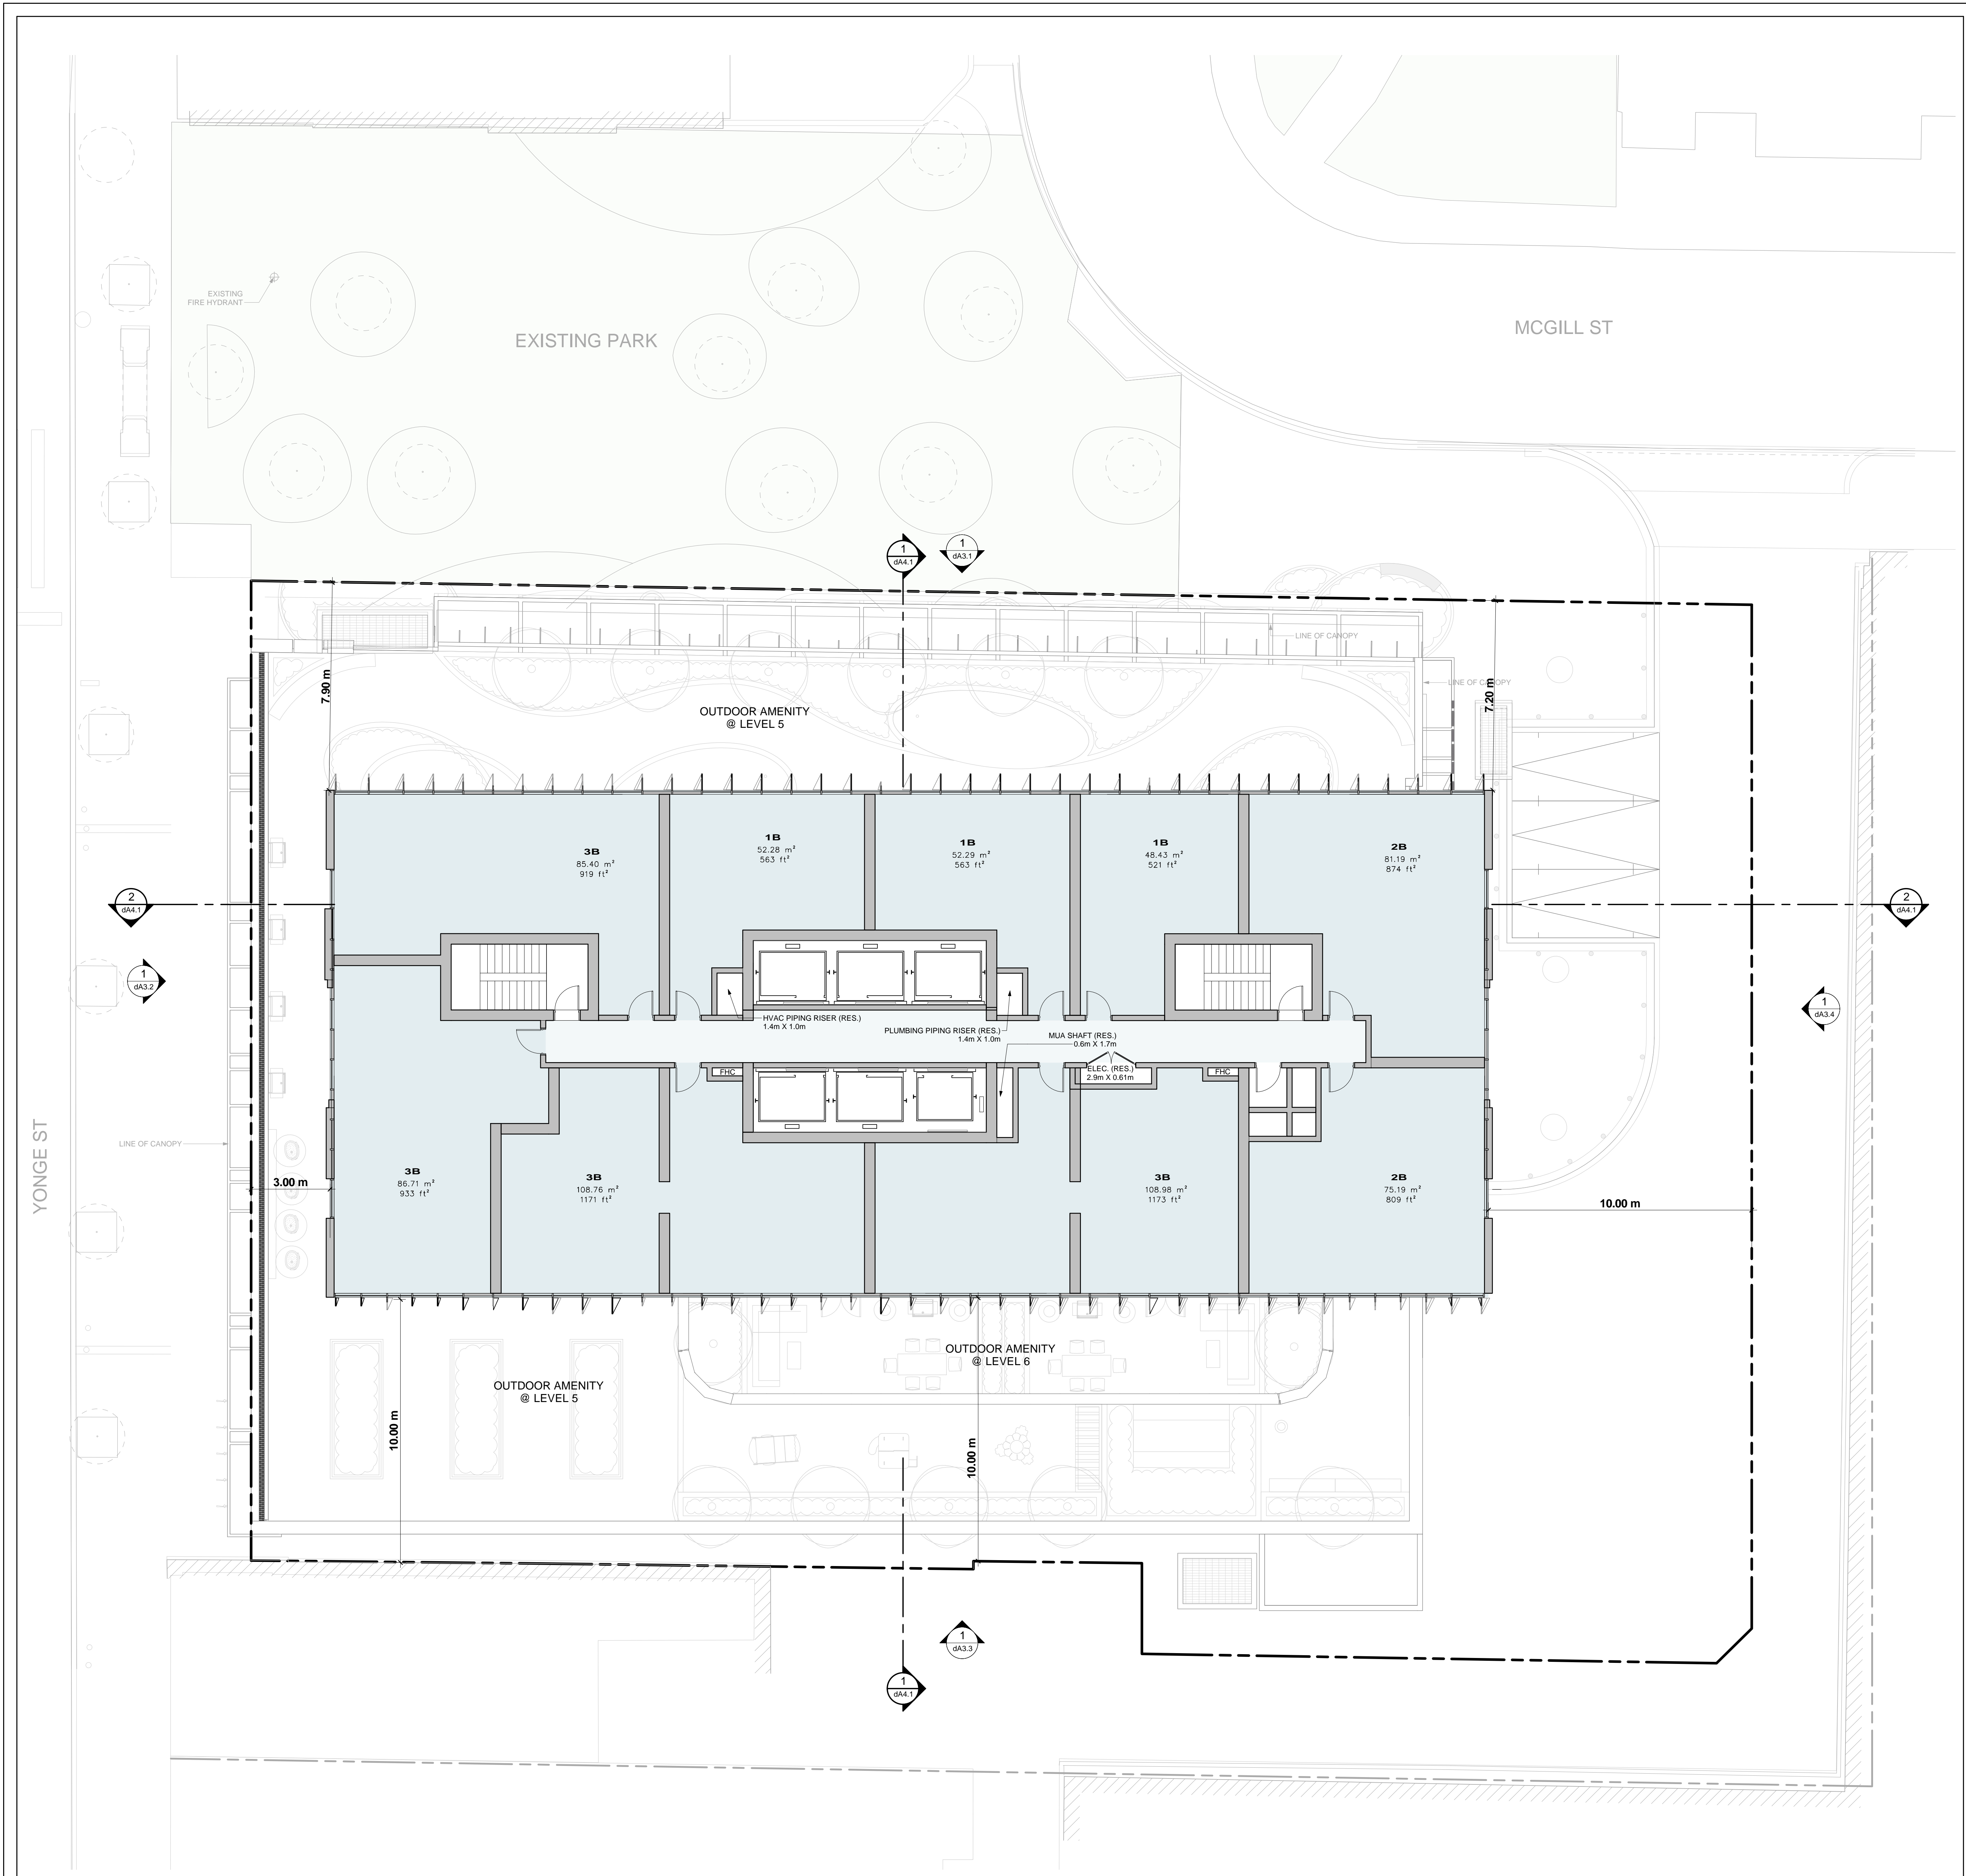 EXISTING
FIRE HYDRANT
EXISTING PARK
MCGILL ST
1
dA4.1
1
dA3.1
LINE OF CANOPY
LINE OF CANOPY
7.90 m
7.20 m
OUTDOOR AMENITY
@ LEVEL 5
3B
85.40 m²
919 ft²
1B
52.28 m²
563 ft²
1B
52.29 m²
563 ft²
1B
48.43 m²
521 ft²
2B
81.19 m²
874 ft²
2
dA4.1
2
dA4.1
1
dA3.2
1
dA3.4
HVAC PIPING RISER (RES.)
1.4m X 1.0m
PLUMBING PIPING RISER (RES.)
1.4m X 1.0m
MUA SHAFT (RES.)
0.6m X 1.7m
FHC
ELEC. (RES.)
2.9m X 0.61m
FHC
YONGE ST
LINE OF CANOPY
3.00 m
3B
86.71 m²
933 ft²
3B
108.76 m²
1171 ft²
3B
108.98 m²
1173 ft²
2B
75.19 m²
809 ft²
10.00 m
OUTDOOR AMENITY
@ LEVEL 6
OUTDOOR AMENITY
@ LEVEL 5
10.00 m
10.00 m
1
dA3.3
1
dA4.1